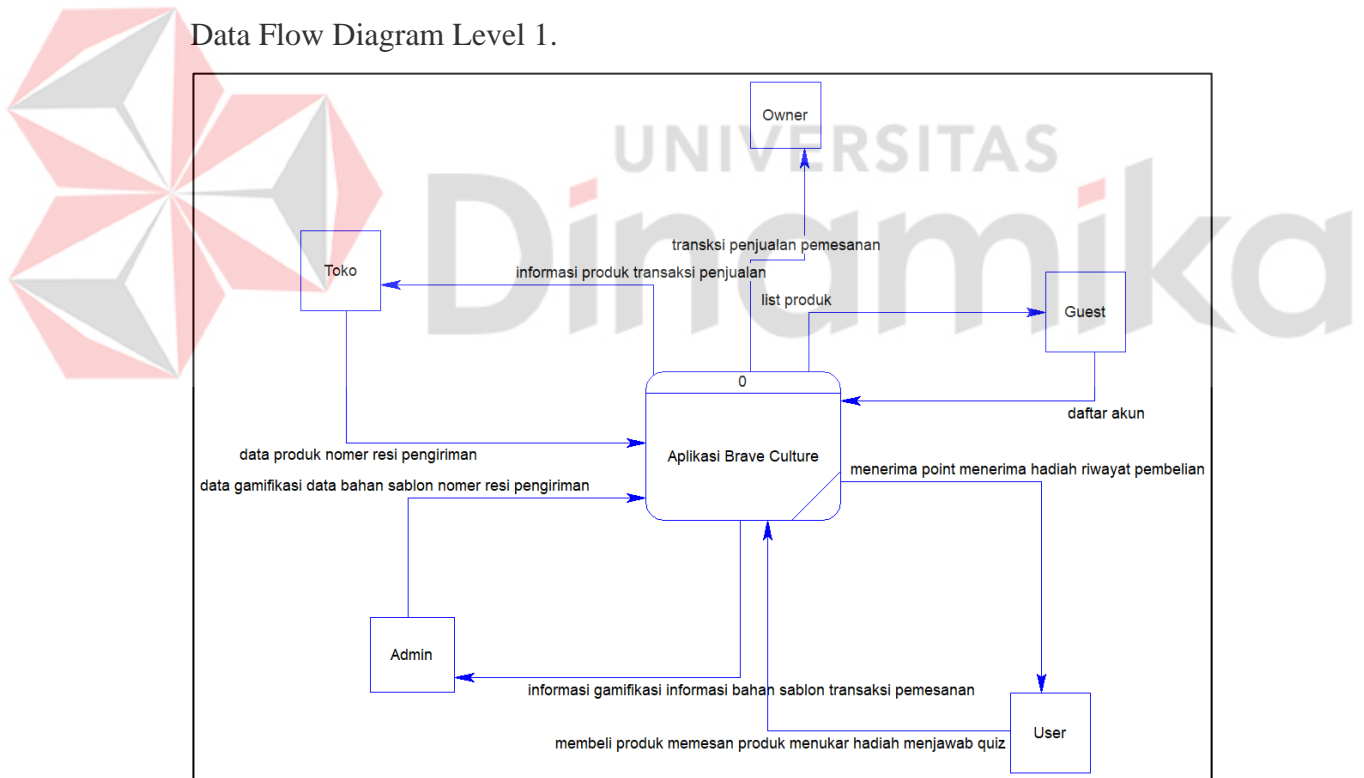 Data Flow Diagram Level 1.
Owner
UNIVERSITAS
Dinamika
transksi penjualan pemesanan
Toko
informasi produk transaksi penjualan
list produk
Guest
0
daftar akun
data produk nomer resi pengiriman
Aplikasi Brave Culture
menerima point menerima hadiah riwayat pembelian
data gamifikasi data bahan sablon nomer resi pengiriman
Admin
informasi gamifikasi informasi bahan sablon transaksi pemesanan
User
membeli produk memesan produk menukar hadiah menjawab quiz